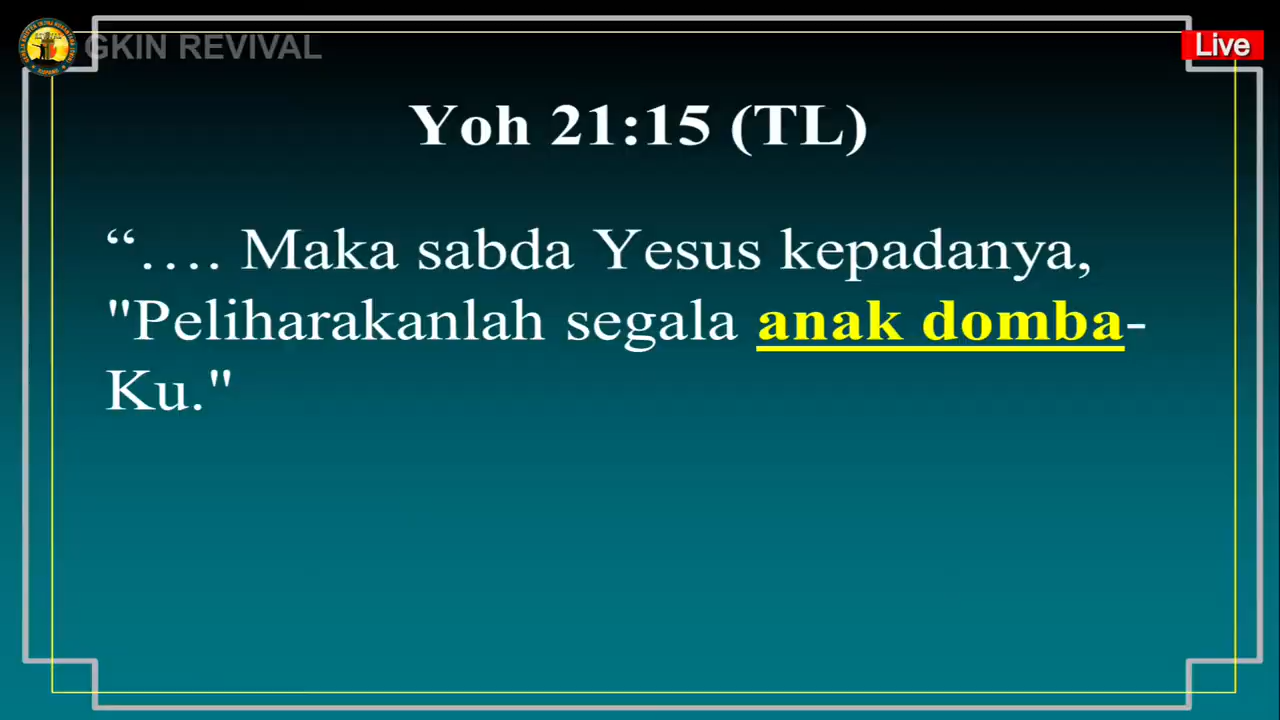 GKIN REVIVAL
Live
Yoh 21:15 (TL)
“…. Maka sabda Yesus kepadanya,
"Peliharakanlah segala anak domba-
Ku."